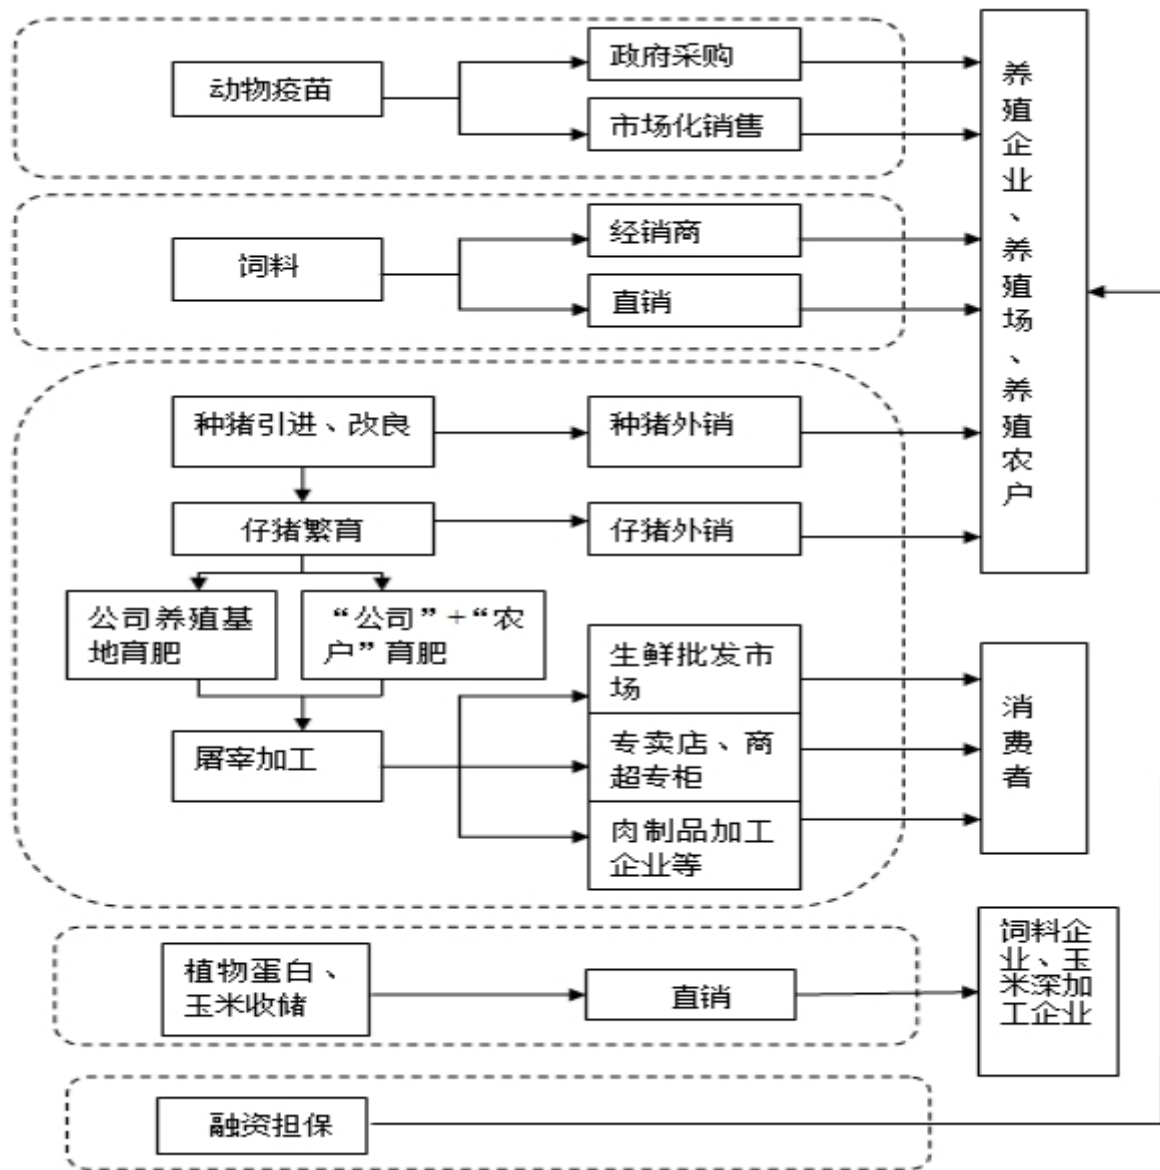 动物疫苗
政府采购
市场化销售
饲料
经销商
直销
养
殖
企
业
、
养
殖
场
、
养
殖
农
户
种猪引进、改良
种猪外销
仔猪繁育
仔猪外销
公司养殖基
地育肥
“公司”+“农
户”育肥
屠宰加工
生鲜批发市
场
专卖店、商
超专柜
肉制品加工
企业等
消
费
者
植物蛋白、
玉米收储
直销
饲料企
业、玉
米深加
工企业
融资担保